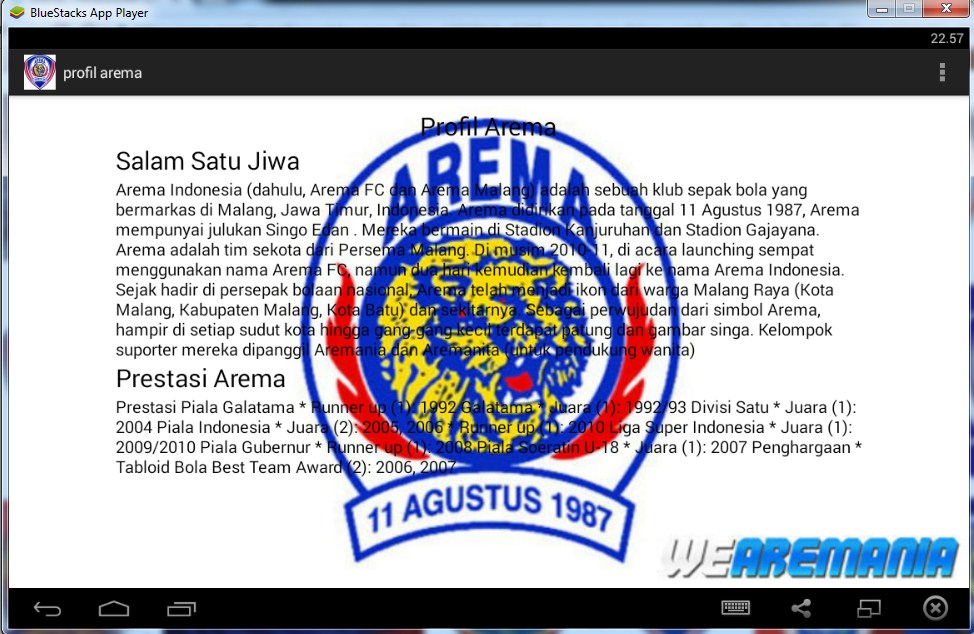 BlueStacks App Player
22.57
profil arema
Profil Arema
AREMA
Salam Satu Jiwa
Arema Indonesia (dahulu, Arema FC dan Arema Malang) adalah sebuah klub sepak bola yang
bermarkas di Malang, Jawa Timur, Indonesia. Arema didirikan pada tanggal 11 Agustus 1987, Arema
mempunyai julukan Singo Edan . Mereka bermain di Stadion Kanjuruhan dan Stadion Gajayana.
Arema adalah tim sekota dari Persema Malang. Di musim 2010-11, di acara launching sempat
menggunakan nama Arema FC, namun dua hari kemudian kembali lagi ke nama Arema Indonesia.
Sejak hadir di persepak bolaan nasional, Arema telah menjadi ikon dari warga Malang Raya (Kota
Malang, Kabupaten Malang, Kota Batu) dan sekitarnya. Sebagai perwujudan dari simbol Arema,
hampir di setiap sudut kota hingga gang-gang kecil terdapat patung dan gambar singa. Kelompok
suporter mereka dipanggil Aremania dan Aremanita (untuk pendukung wanita)
Prestasi Arema
Prestasi Piala Galatama * Runner up (1): 1992 Galatama * Juara (1): 1992/93 Divisi Satu * Juara (1):
2004 Piala Indonesia * Juara (2): 2005, 2006 * Runner up (1): 2010 Liga Super Indonesia * Juara (1):
2009/2010 Piala Gubernur * Runner up (1): 2008 Piala Soeratin U-18 * Juara (1): 2007 Penghargaan *
Tabloid Bola Best Team Award (2): 2006, 2007
11 AGUSTUS 1987
WEAREMANIA